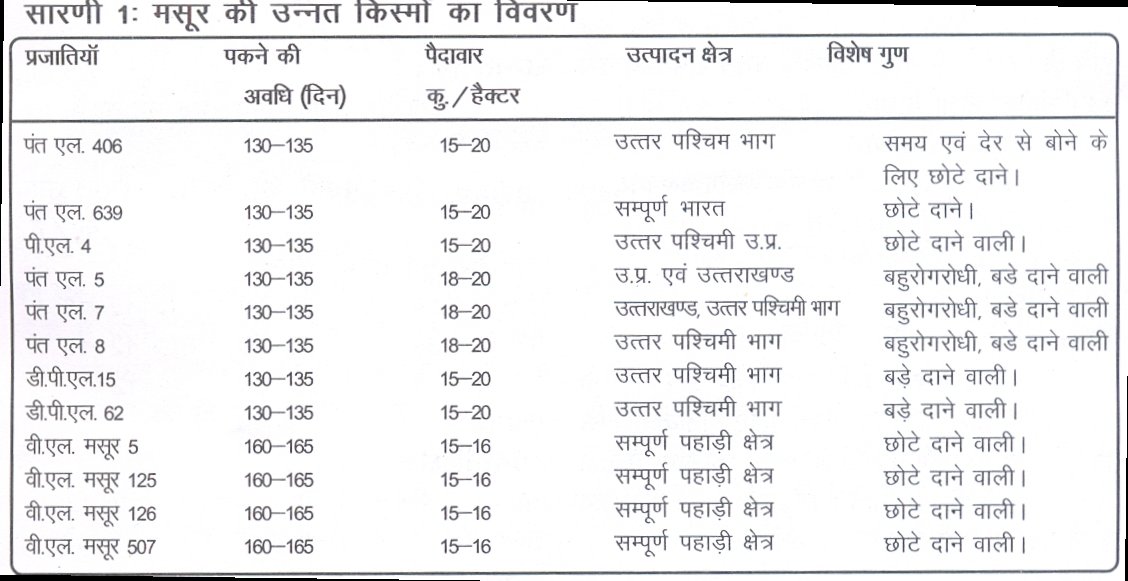 सारणी 1: मसूर की उन्नत किस्मों का विवरण
प्रजातियॉ पकने की पैदावार उत्पादन क्षेत्र विशेष गुण
अवधि (दिन) कु./हैक्टर
पंत एल. 406 130–135 15–20 उत्तर पश्चिम भाग समय एवं देर से बोने के
लिए छोटे दाने।
पंत एल. 639 130–135 15–20 सम्पूर्ण भारत छोटे दाने।
पी.एल. 4 130–135 15–20 उत्तर पश्चिमी उ.प्र. छोटे दाने वाली।
पंत एल. 5 130–135 18–20 उ.प्र. एवं उत्तराखण्ड बहुरोगरोधी, बडे दाने वाली
पंत एल. 7 130–135 18–20 उत्तराखण्ड, उत्तर पश्चिमी भाग बहुरोगरोधी, बडे दाने वाली
पंत एल. 8 130–135 18–20 उत्तर पश्चिमी भाग बहुरोगरोधी, बडे दाने वाली
डी.पी.एल.15 130–135 15–20 उत्तर पश्चिमी भाग बड़े दाने वाली।
डी.पी.एल. 62 130–135 15–20 उत्तर पश्चिमी भाग बड़े दाने वाली।
वी.एल. मसूर 5 160–165 15–16 सम्पूर्ण पहाड़ी क्षेत्र छोटे दाने वाली।
वी.एल. मसूर 125 160–165 15–16 सम्पूर्ण पहाड़ी क्षेत्र छोटे दाने वाली।
वी.एल. मसूर 126 160–165 15–16 सम्पूर्ण पहाड़ी क्षेत्र छोटे दाने वाली।
वी.एल. मसूर 507 160–165 15–16 सम्पूर्ण पहाड़ी क्षेत्र छोटे दाने वाली।